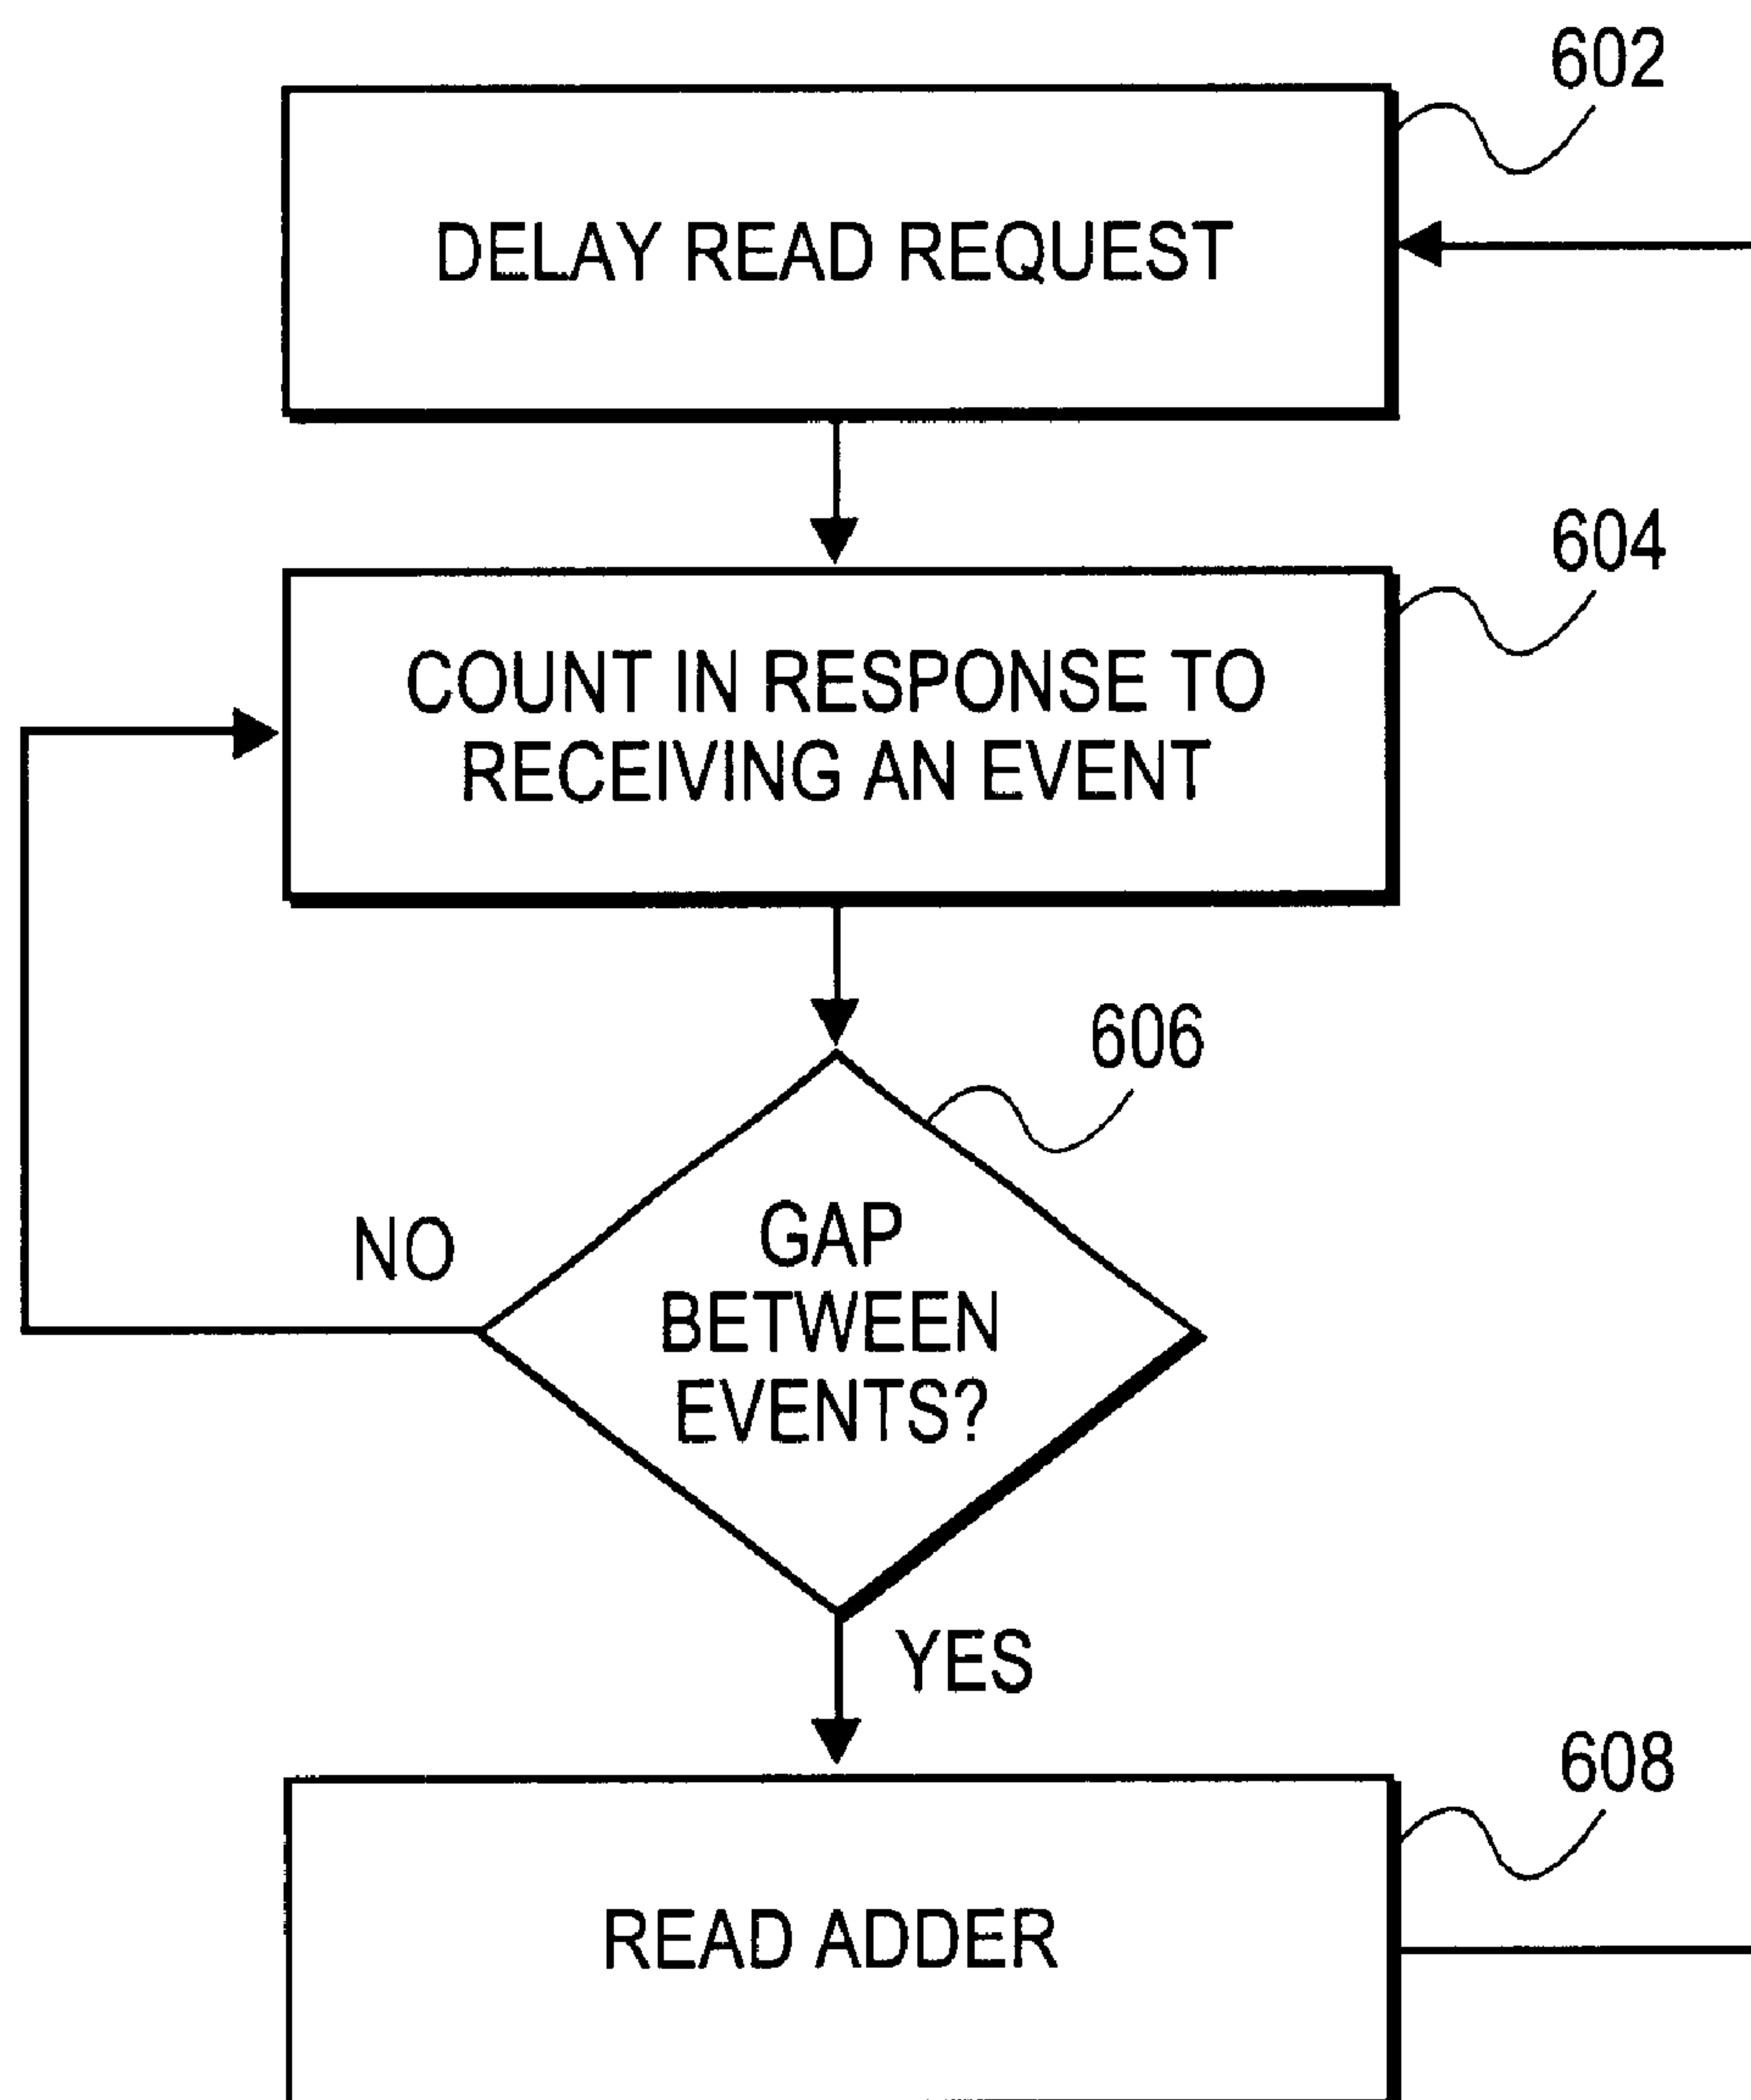 602
DELAY READ REQUEST
604
COUNT IN RESPONSE TO
RECEIVING AN EVENT
606
GAP
BETWEEN
EVENTS?
NO
YES
608
READ ADDER